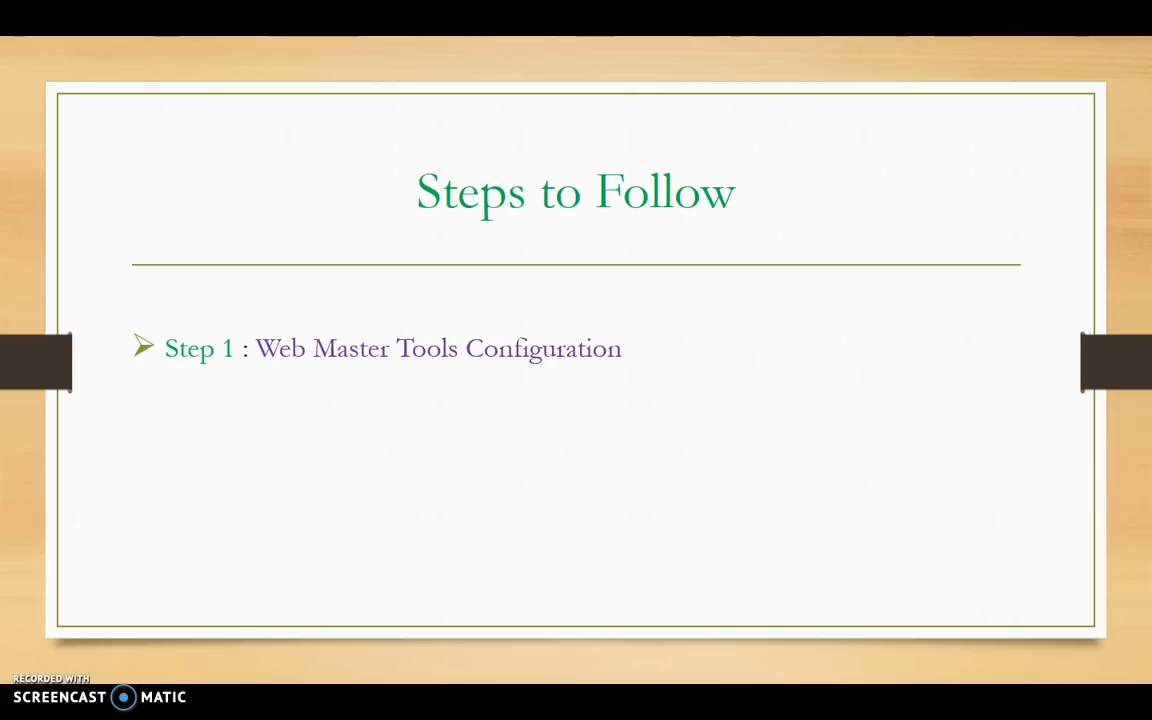 Steps to Follow
Step 1 : Web Master Tools Configuration
RECORDED WITH
SCREENCAST MATIC